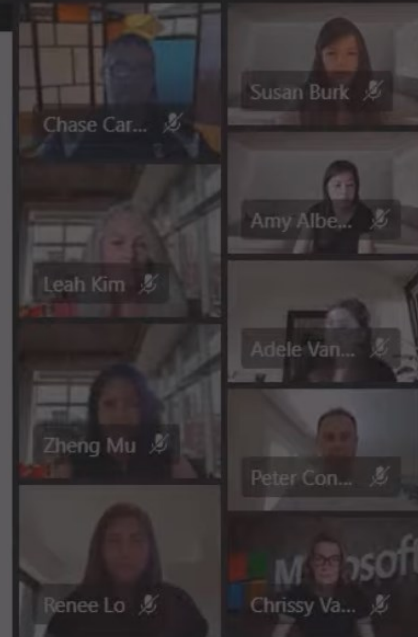 Chase Car...
Susan Burk
Amy Albe...
Leah Kim
Adele Van...
Zheng Mu
Peter Con...
Renee Lo
Microsoft
Chrissy Va...